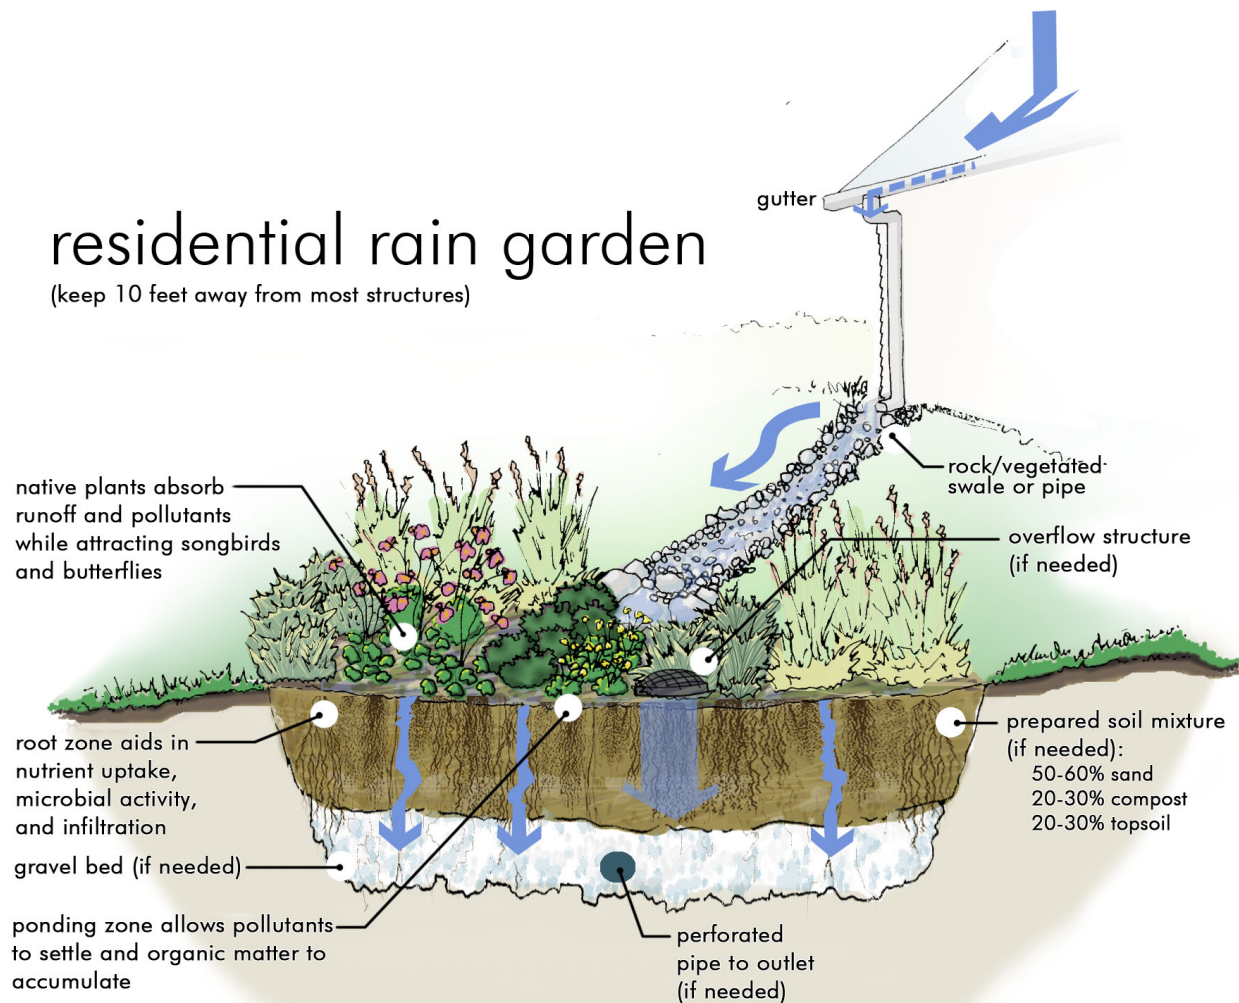 residential rain garden
(keep 10 feet away from most structures)
gutter
rock/vegetated
swale or pipe
overflow structure
(if needed)
native plants absorb
runoff and pollutants
while attracting songbirds
and butterflies
root zone aids in
nutrient uptake,
microbial activity,
and infiltration
gravel bed (if needed)
ponding zone allows pollutants
to settle and organic matter to
accumulate
prepared soil mixture
(if needed):
50-60% sand
20-30% compost
20-30% topsoil
perforated
pipe to outlet
(if needed)